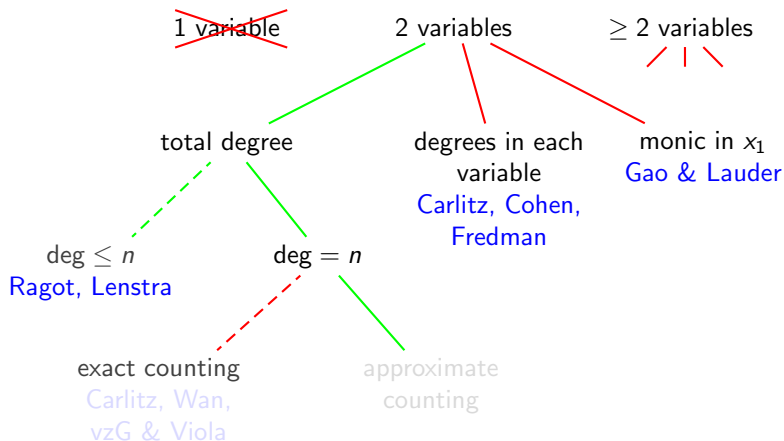 1 variable
2 variables
≥ 2 variables
total degree
degrees in each
variable
Carlitz, Cohen,
Fredman
monic in x₁
Gao & Lauder
deg ≤ n
Ragot, Lenstra
deg = n
exact counting
Carlitz, Wan,
vzG & Viola
approximate
counting